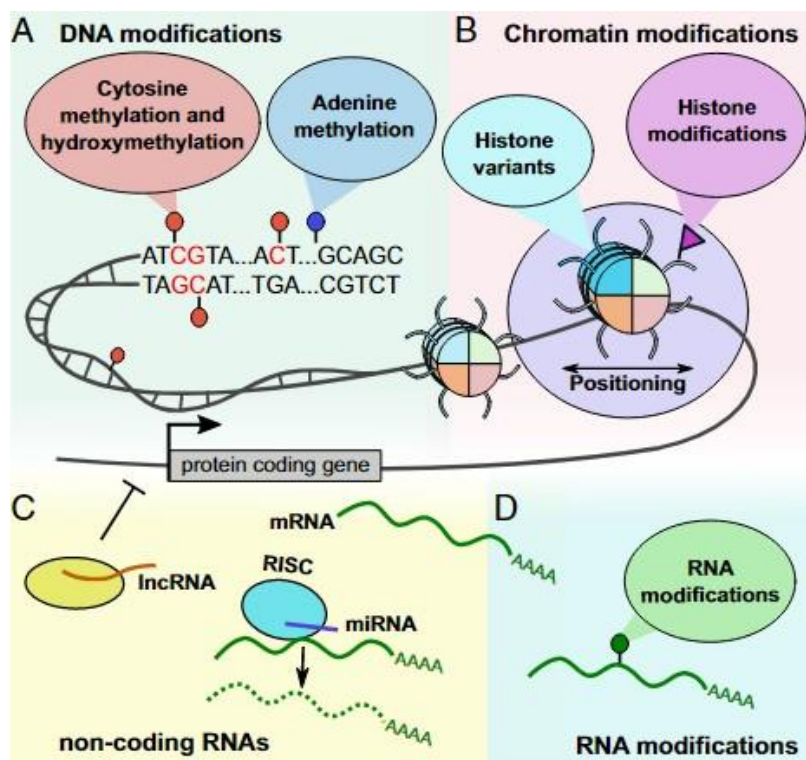 A DNA modifications
Cytosine
methylation and
hydroxymethylation
Adenine
methylation
ATCGTA...ACT...GCAGC
TAGCAT...TGA...CGTCT
protein coding gene
B Chromatin modifications
Histone
variants
Histone
modifications
Positioning
C
lncRNA
mRNA
AAAA
RISC
miRNA
AAAA
AAAA
non-coding RNAs
D
RNA
modifications
AAAA
RNA modifications